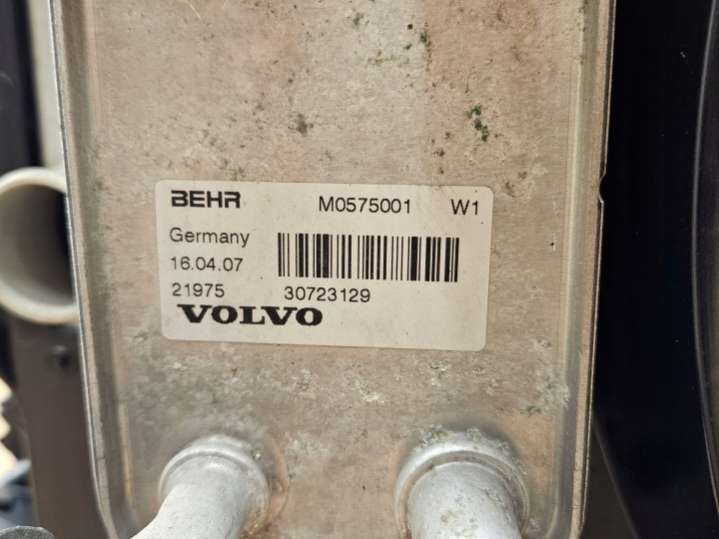 BEHR M0575001 W1
Germany
16.04.07
21975 30723129
VOLVO